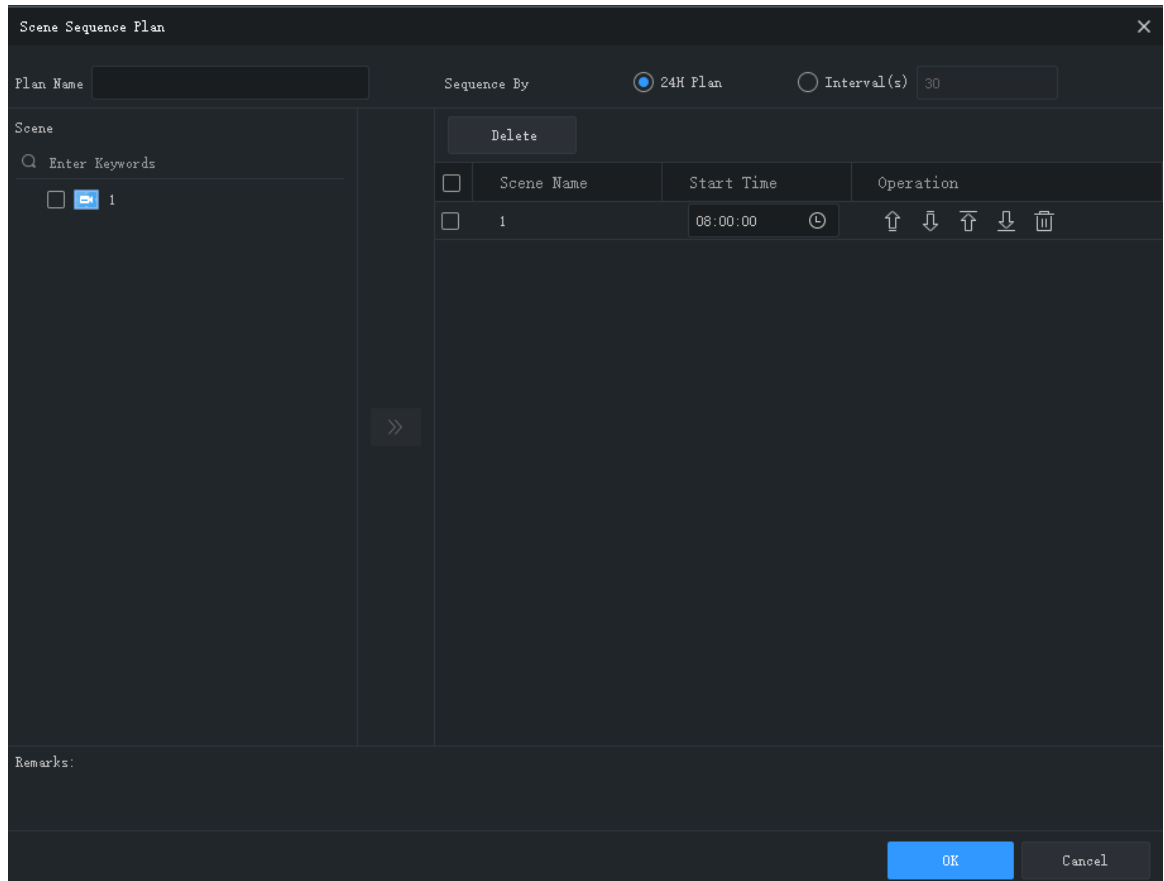 Scene Sequence Plan
Plan Name
Sequence By 24H Plan Interval(s) 30
Scene
Delete
Enter Keywords
Scene Name Start Time Operation
1
1 08:00:00
Remarks:
OK Cancel